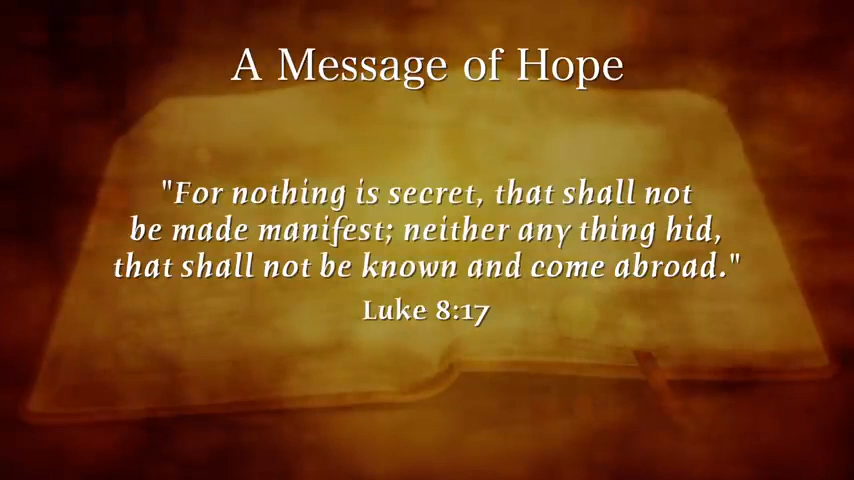 A Message of Hope
"For nothing is secret, that shall not
be made manifest; neither any thing hid,
that shall not be known and come abroad."
Luke 8:17